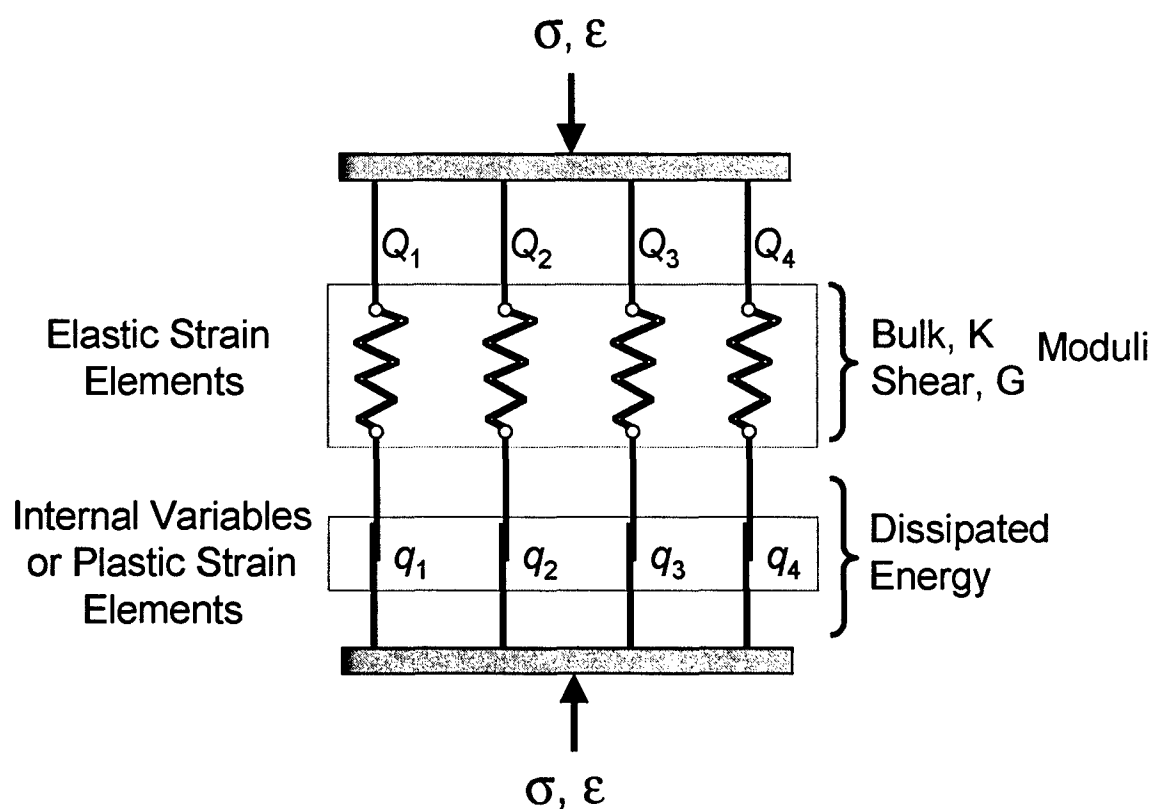 σ, ε
Q1
Q2
Q3
Q4
Elastic Strain
Elements
Bulk, K
Shear, G
Moduli
Internal Variables
or Plastic Strain
Elements
q1
q2
q3
q4
Dissipated
Energy
σ, ε